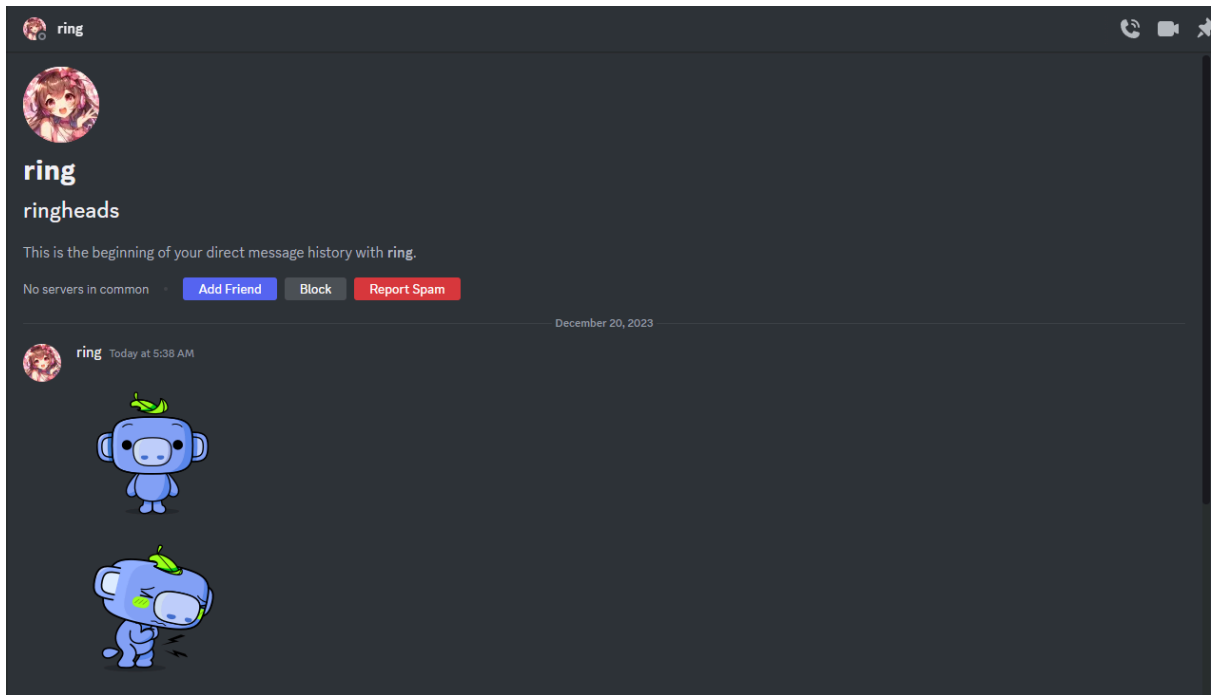 ring
ring
ringheads
This is the beginning of your direct message history with ring.
No servers in common Add Friend Block Report Spam
December 20, 2023
ring Today at 5:38 AM